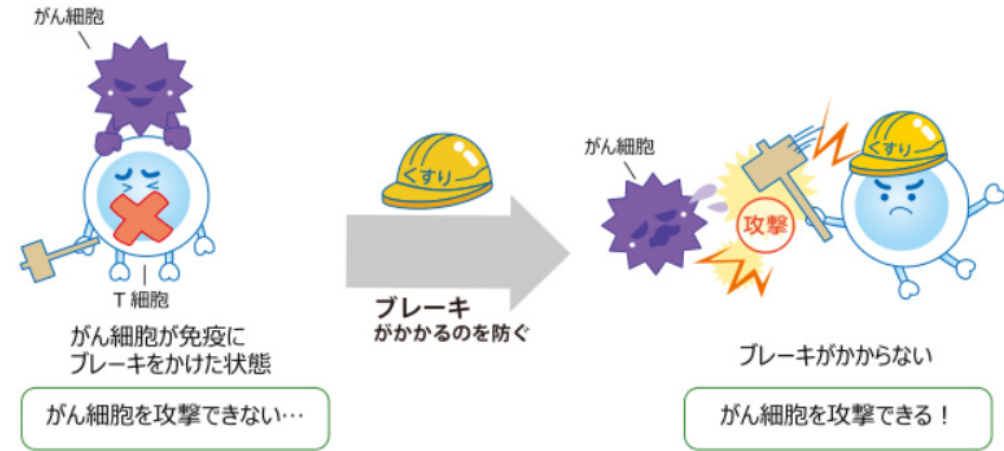 がん細胞
T 細胞
がん細胞が免疫に
ブレーキをかけた状態
がん細胞を攻撃できない…
くすり
ブレーキ
がかかるのを防ぐ
がん細胞
攻撃
くすり
ブレーキがかからない
がん細胞を攻撃できる！